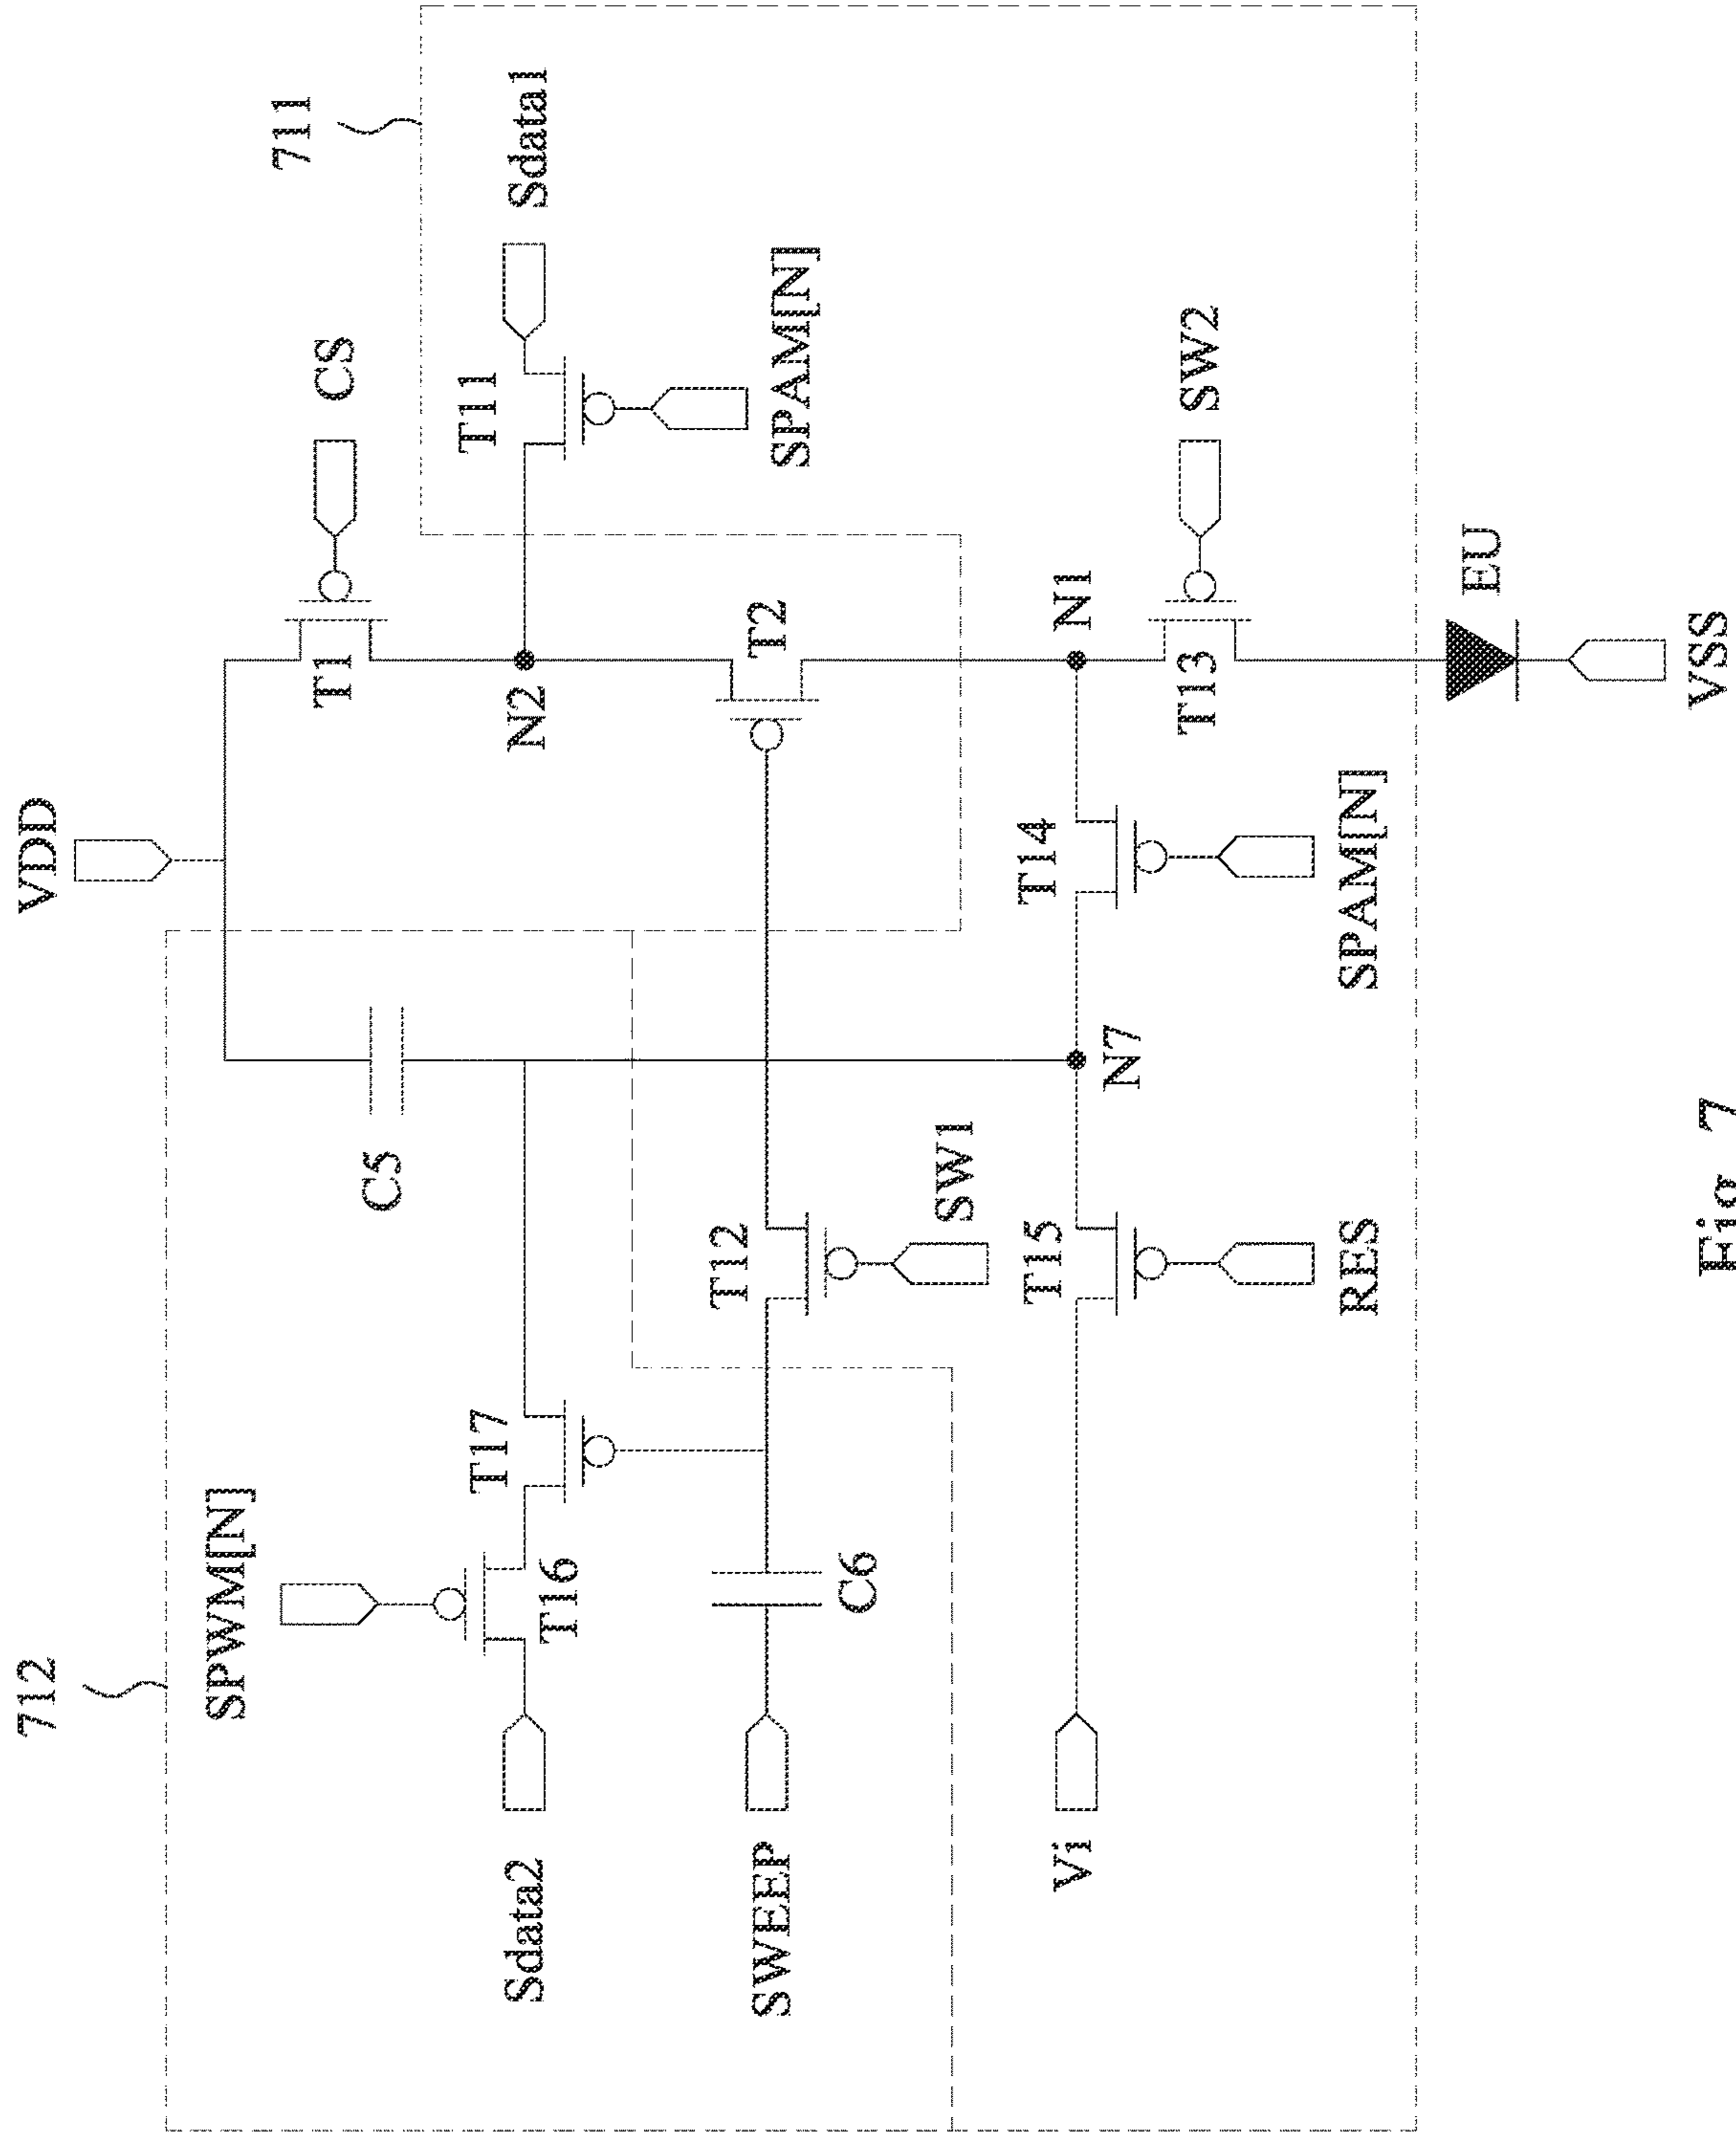 712
VDD
SPWM[N]
711
CS
C5
T1
Sdata1
T17
T11
Sdata2
T16
N2
SPAM[N]
T2
T12
SWEEP
C6
SW1
T15
T14
N1
Vi
N7
SW2
T13
RES
SPAM[N]
EU
VSS
Fig. 7